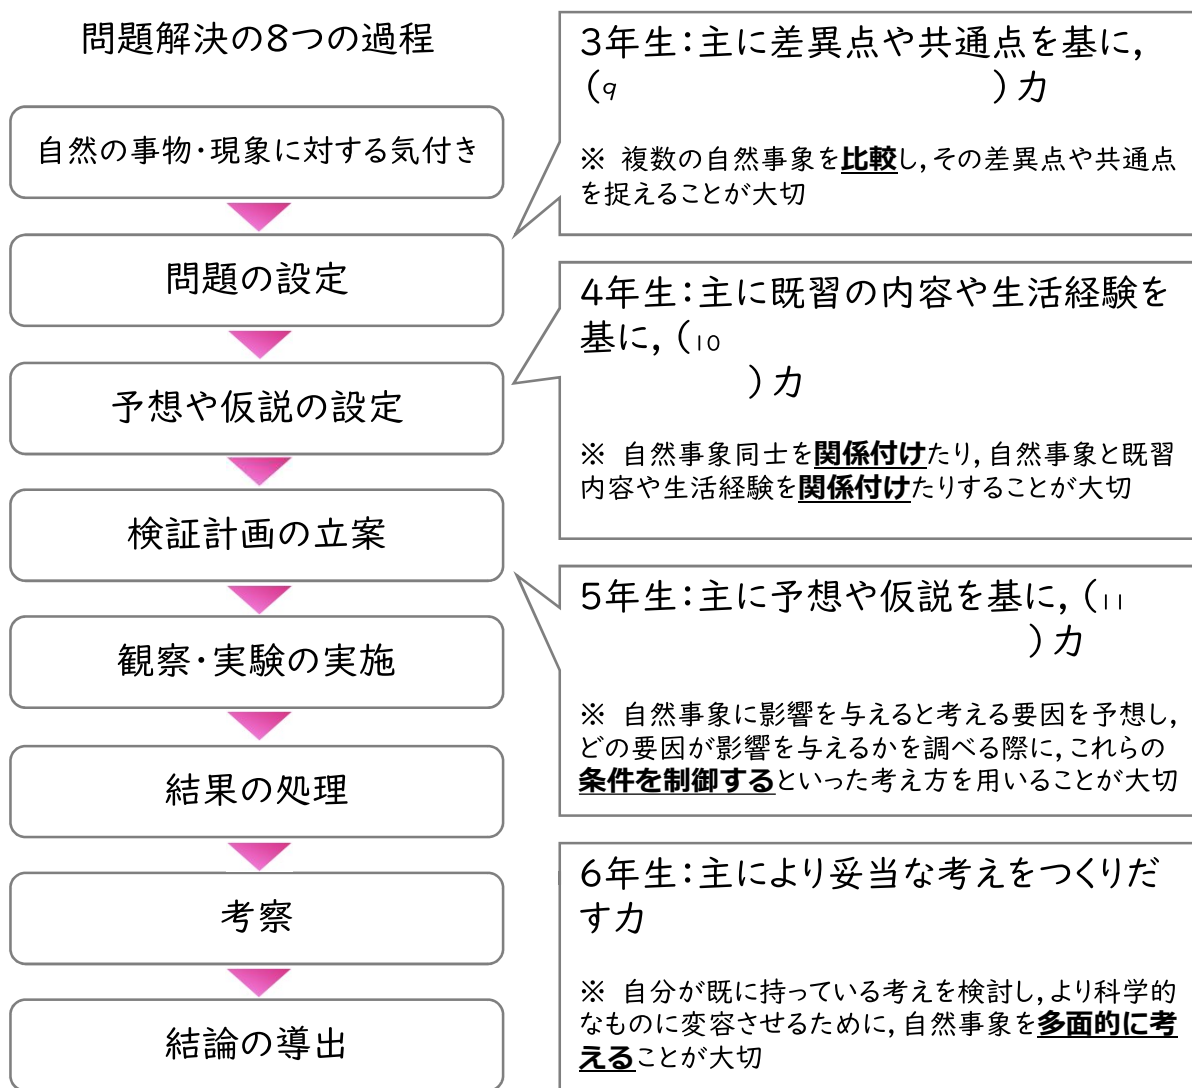 問題解決の8つの過程
自然の事物・現象に対する気付き
問題の設定
予想や仮説の設定
検証計画の立案
観察・実験の実施
結果の処理
考察
結論の導出
3年生：主に差異点や共通点を基に，
（9　　　　　　　　　　）力
※ 複数の自然事象を比較し，その差異点や共通点
を捉えることが大切
4年生：主に既習の内容や生活経験を
基に，（10
）力
※ 自然事象同士を関係付けたり，自然事象と既習
内容や生活経験を関係付けたりすることが大切
5年生：主に予想や仮説を基に，（11
）力
※ 自然事象に影響を与えると考える要因を予想し，
どの要因が影響を与えるかを調べる際に，これらの
条件を制御するといった考え方を用いることが大切
6年生：主により妥当な考えをつくりだ
す力
※ 自分が既に持っている考えを検討し，より科学的
なものに変容させるために，自然事象を多面的に考
えることが大切